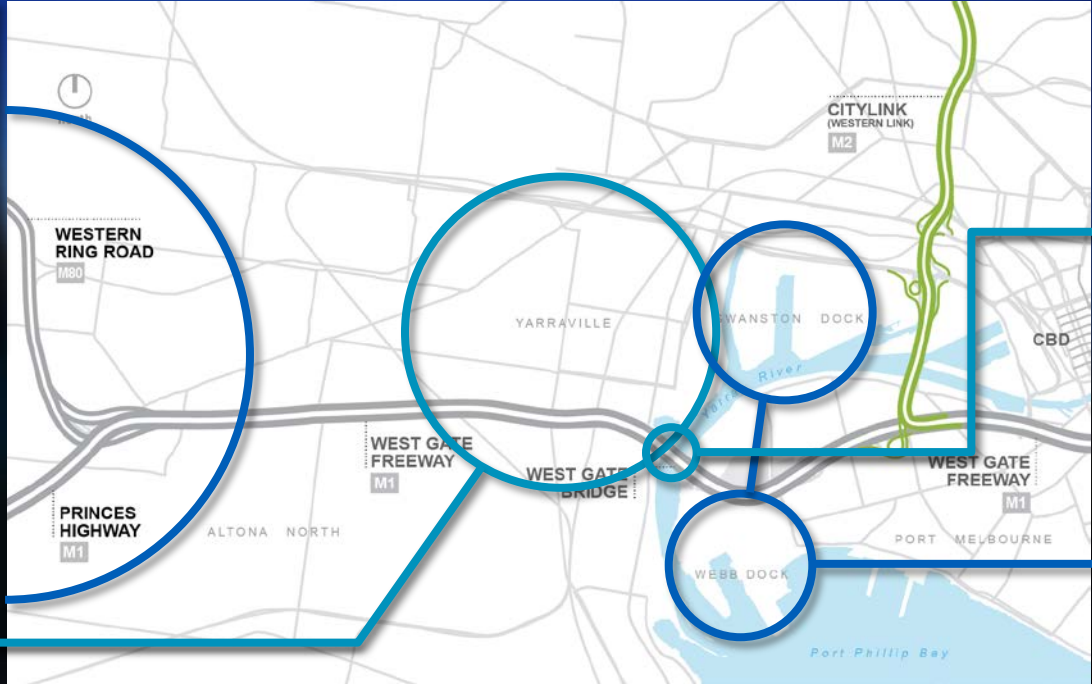 CITYLINK
(WESTERN LINK)
M2
WESTERN
RING ROAD
M80
YARRAVILLE
SWANSTON DOCK
Yarra River
CBD
WEST GATE
FREEWAY
M1
WEST GATE
BRIDGE
WEST GATE
FREEWAY
M1
PRINCES
HIGHWAY
M1
ALTONA NORTH
PORT MELBOURNE
WEBB DOCK
Port Phillip Bay